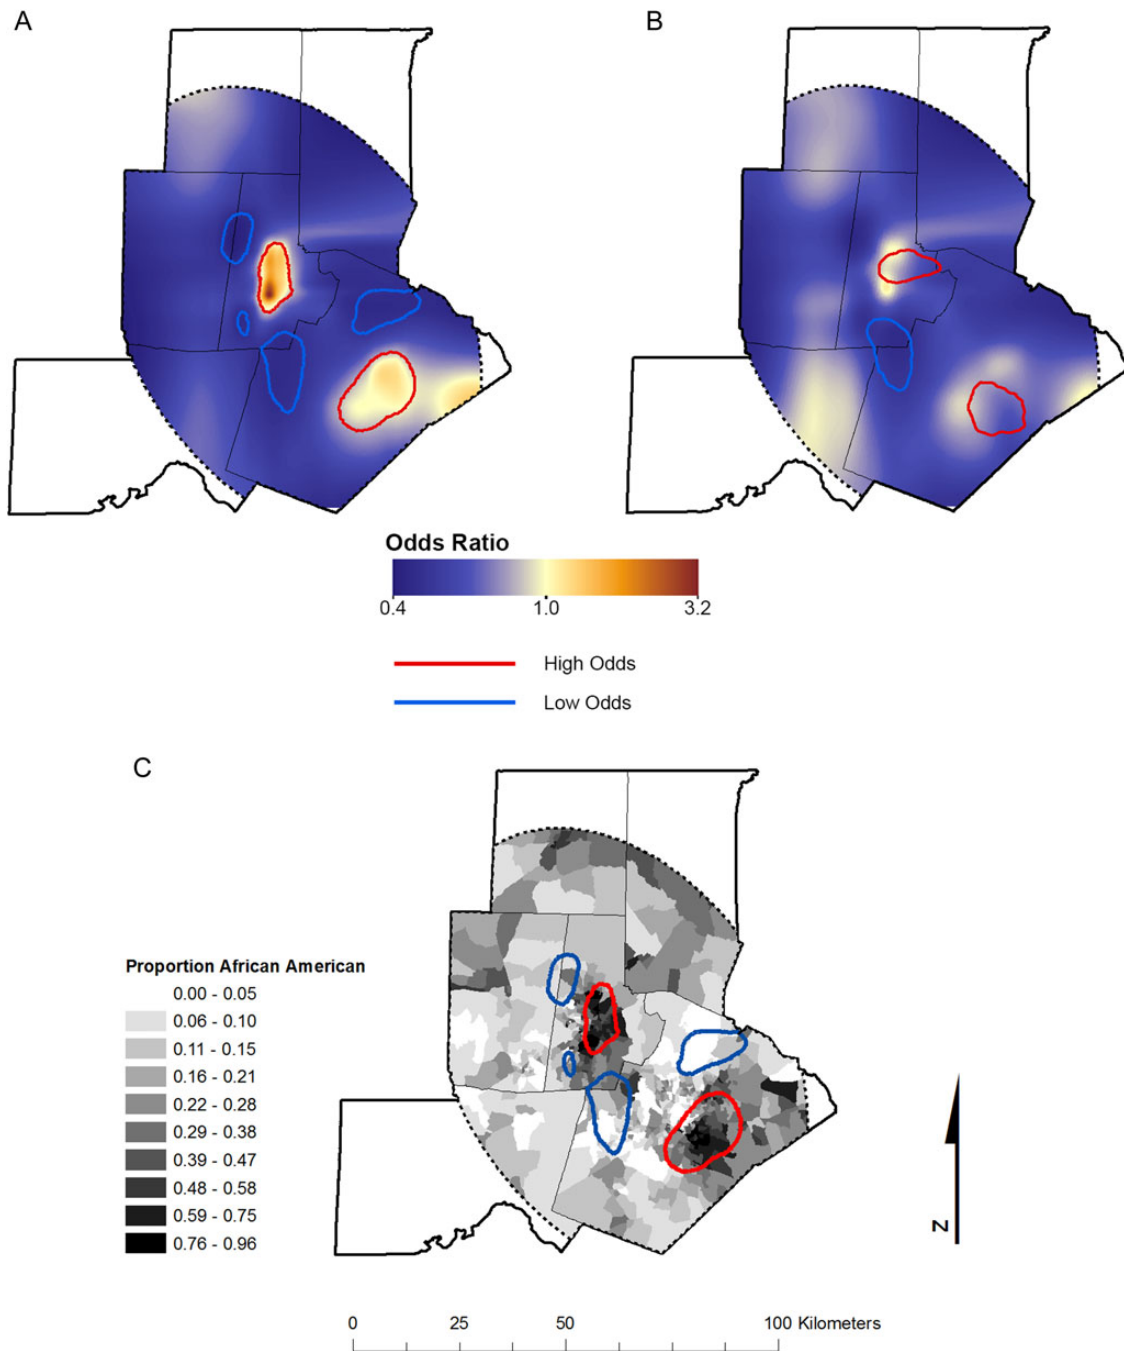 A
B
Odds Ratio
0.4 1.0 3.2
High Odds
Low Odds
C
Proportion African American
0.00 - 0.05
0.06 - 0.10
0.11 - 0.15
0.16 - 0.21
0.22 - 0.28
0.29 - 0.38
0.39 - 0.47
0.48 - 0.58
0.59 - 0.75
0.76 - 0.96
N
0 25 50 100 Kilometers